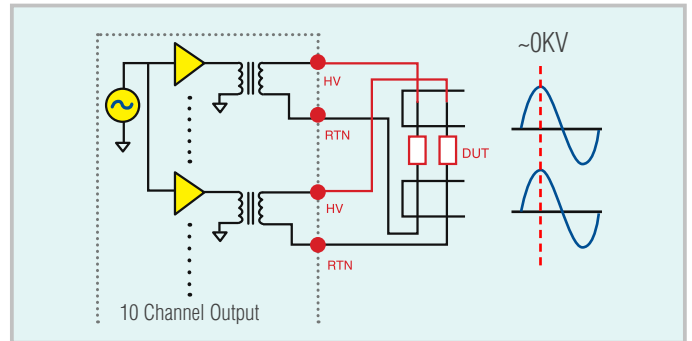 ~0KV
HV
RTN
DUT
HV
RTN
10 Channel Output